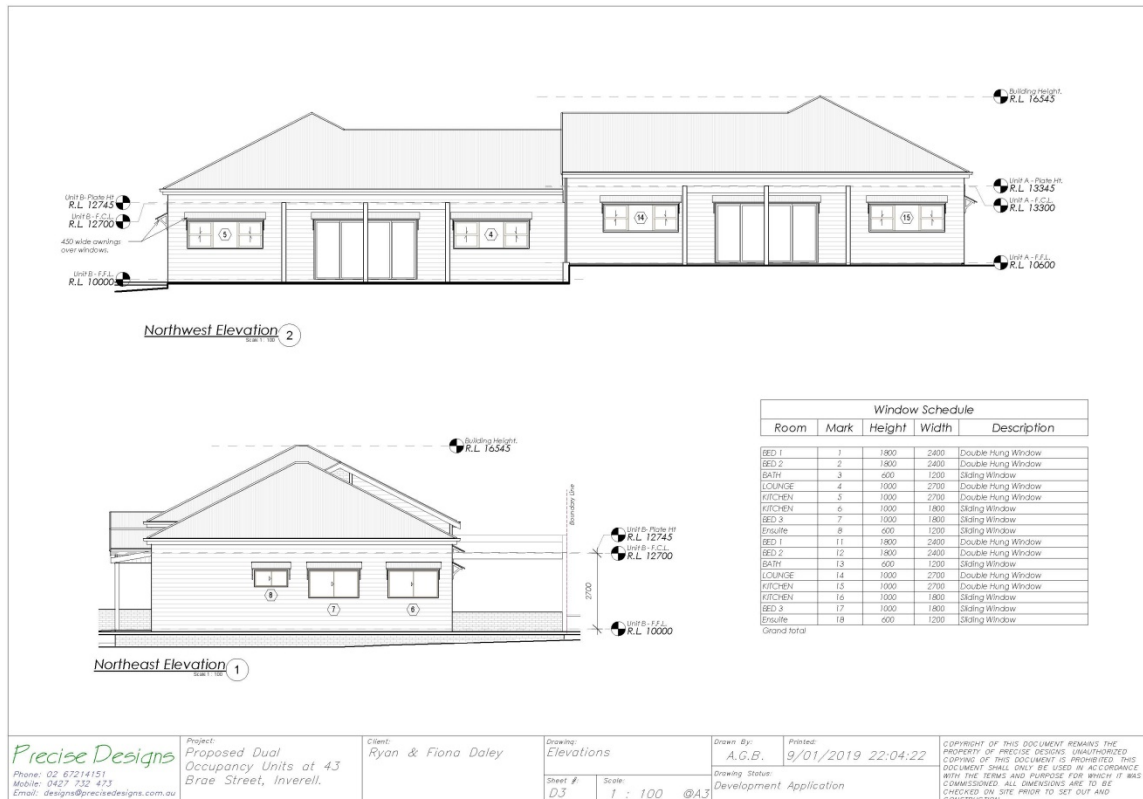 Building Height.
R.L. 16545
Unit B- Plate Ht
R.L. 12745
Unit B - F.C.L.
R.L. 12700
450 wide awnings
over windows.
Unit B - F.F.L.
R.L. 10000
Unit A - Plate Ht.
R.L. 13345
Unit A - F.C.L.
R.L. 13300
Unit A - F.F.L.
R.L. 10600
5
4
14
15
Northwest Elevation 2
Scale 1 : 100
Building Height.
R.L. 16545
Boundary Line
Unit B- Plate Ht
R.L. 12745
Unit B - F.C.L.
R.L. 12700
2700
Unit B - F.F.L.
R.L. 10000
8
7
6
Northeast Elevation 1
Scale 1 : 100
Window Schedule
Room Mark Height Width Description
BED 1 1 1800 2400 Double Hung Window
BED 2 2 1800 2400 Double Hung Window
BATH 3 600 1200 Sliding Window
LOUNGE 4 1000 2700 Double Hung Window
KITCHEN 5 1000 2700 Double Hung Window
KITCHEN 6 1000 1800 Sliding Window
BED 3 7 1000 1800 Sliding Window
Ensuite 8 600 1200 Sliding Window
BED 1 11 1800 2400 Double Hung Window
BED 2 12 1800 2400 Double Hung Window
BATH 13 600 1200 Sliding Window
LOUNGE 14 1000 2700 Double Hung Window
KITCHEN 15 1000 2700 Double Hung Window
KITCHEN 16 1000 1800 Sliding Window
BED 3 17 1000 1800 Sliding Window
Ensuite 18 600 1200 Sliding Window
Grand total
Precise Designs
Phone: 02 67214151
Mobile: 0427 732 473
Email: designs@precisedesigns.com.au
Project:
Proposed Dual
Occupancy Units at 43
Brae Street, Inverell.
Client:
Ryan & Fiona Daley
Drawing:
Elevations
Sheet #:
D3
Scale:
1 : 100 @A3
Drawn By:
A.G.B.
Printed:
9/01/2019 22:04:22
Drawing Status:
Development Application
COPYRIGHT OF THIS DOCUMENT REMAINS THE
PROPERTY OF PRECISE DESIGNS. UNAUTHORIZED
COPYING OF THIS DOCUMENT IS PROHIBITED. THIS
DOCUMENT SHALL ONLY BE USED IN ACCORDANCE
WITH THE TERMS AND PURPOSE FOR WHICH IT WAS
COMMISSIONED. ALL DIMENSIONS ARE TO BE
CHECKED ON SITE PRIOR TO SET OUT AND
CONSTRUCTION.